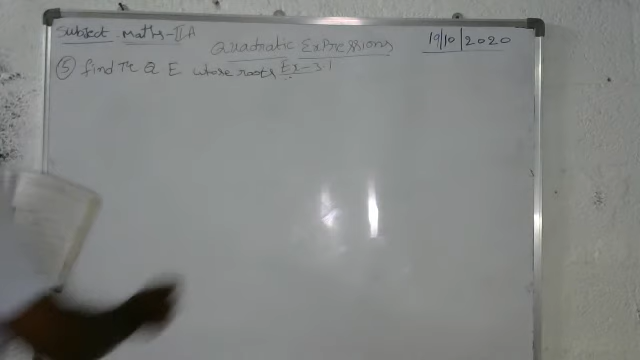 Subject Maths-IIA
Quadratic Expressions
19/10/2020
⑤ find The Q E whose roots